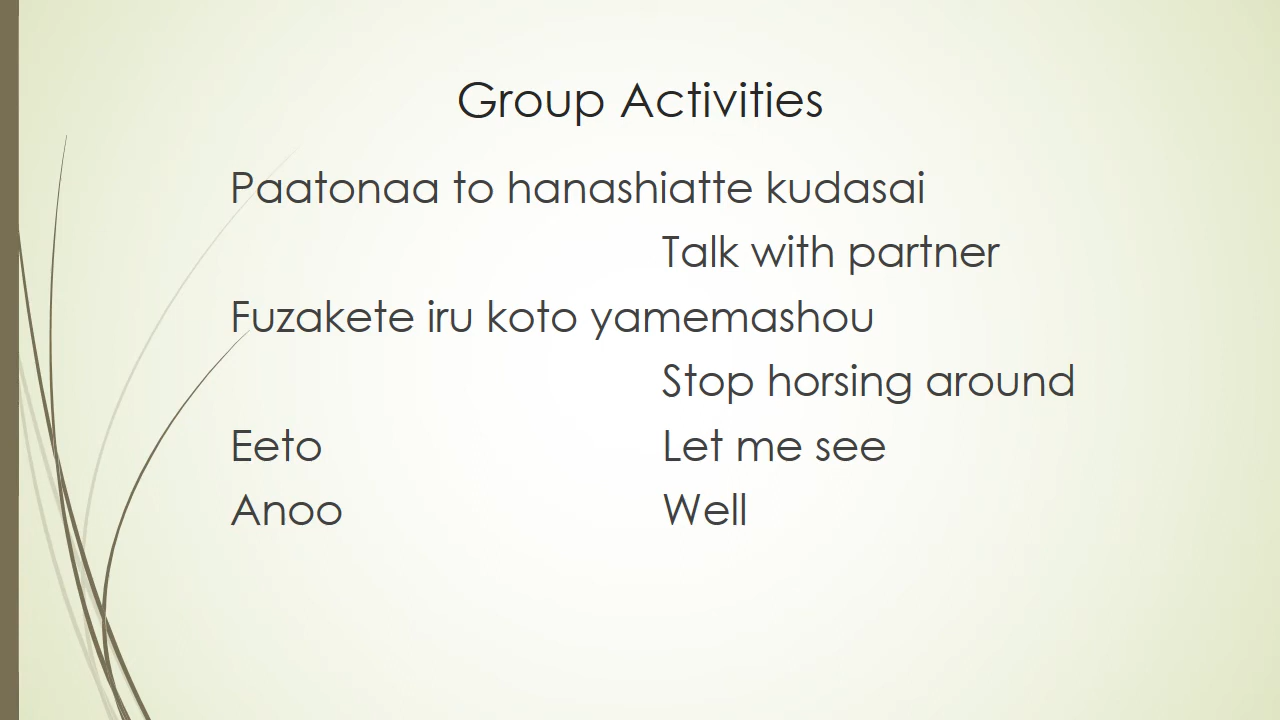 Group Activities
Paatonaa to hanashiatte kudasai
Talk with partner
Fuzakete iru koto yamemashou
Stop horsing around
Eeto Let me see
Anoo Well